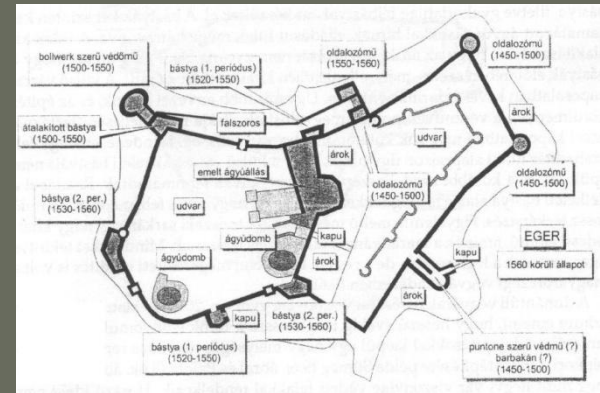 boliwerk szerű védőmű
(1500-1550)
bástya (1. periódus)
(1520-1550)
oldalozómű
(1550-1560)
oldalozómű
(1450-1500)
falszoros
átalakított bástya
(1500-1550)
árok
udvar
árok
emelt ágyúállás
oldalozómű
(1450-1500)
oldalozómű
(1450-1500)
bástya (2. per.)
(1530-1560)
udvar
ágyúdomb
kapu
árok
ágyúdomb
árok
EGER
1560 körüli állapot
kapu
árok
kapu
bástya (2. per.)
(1530-1560)
bástya (1. periócus)
(1520-1550)
puntone szerű védmű (?)
barbakán (?)
(1450-1500)